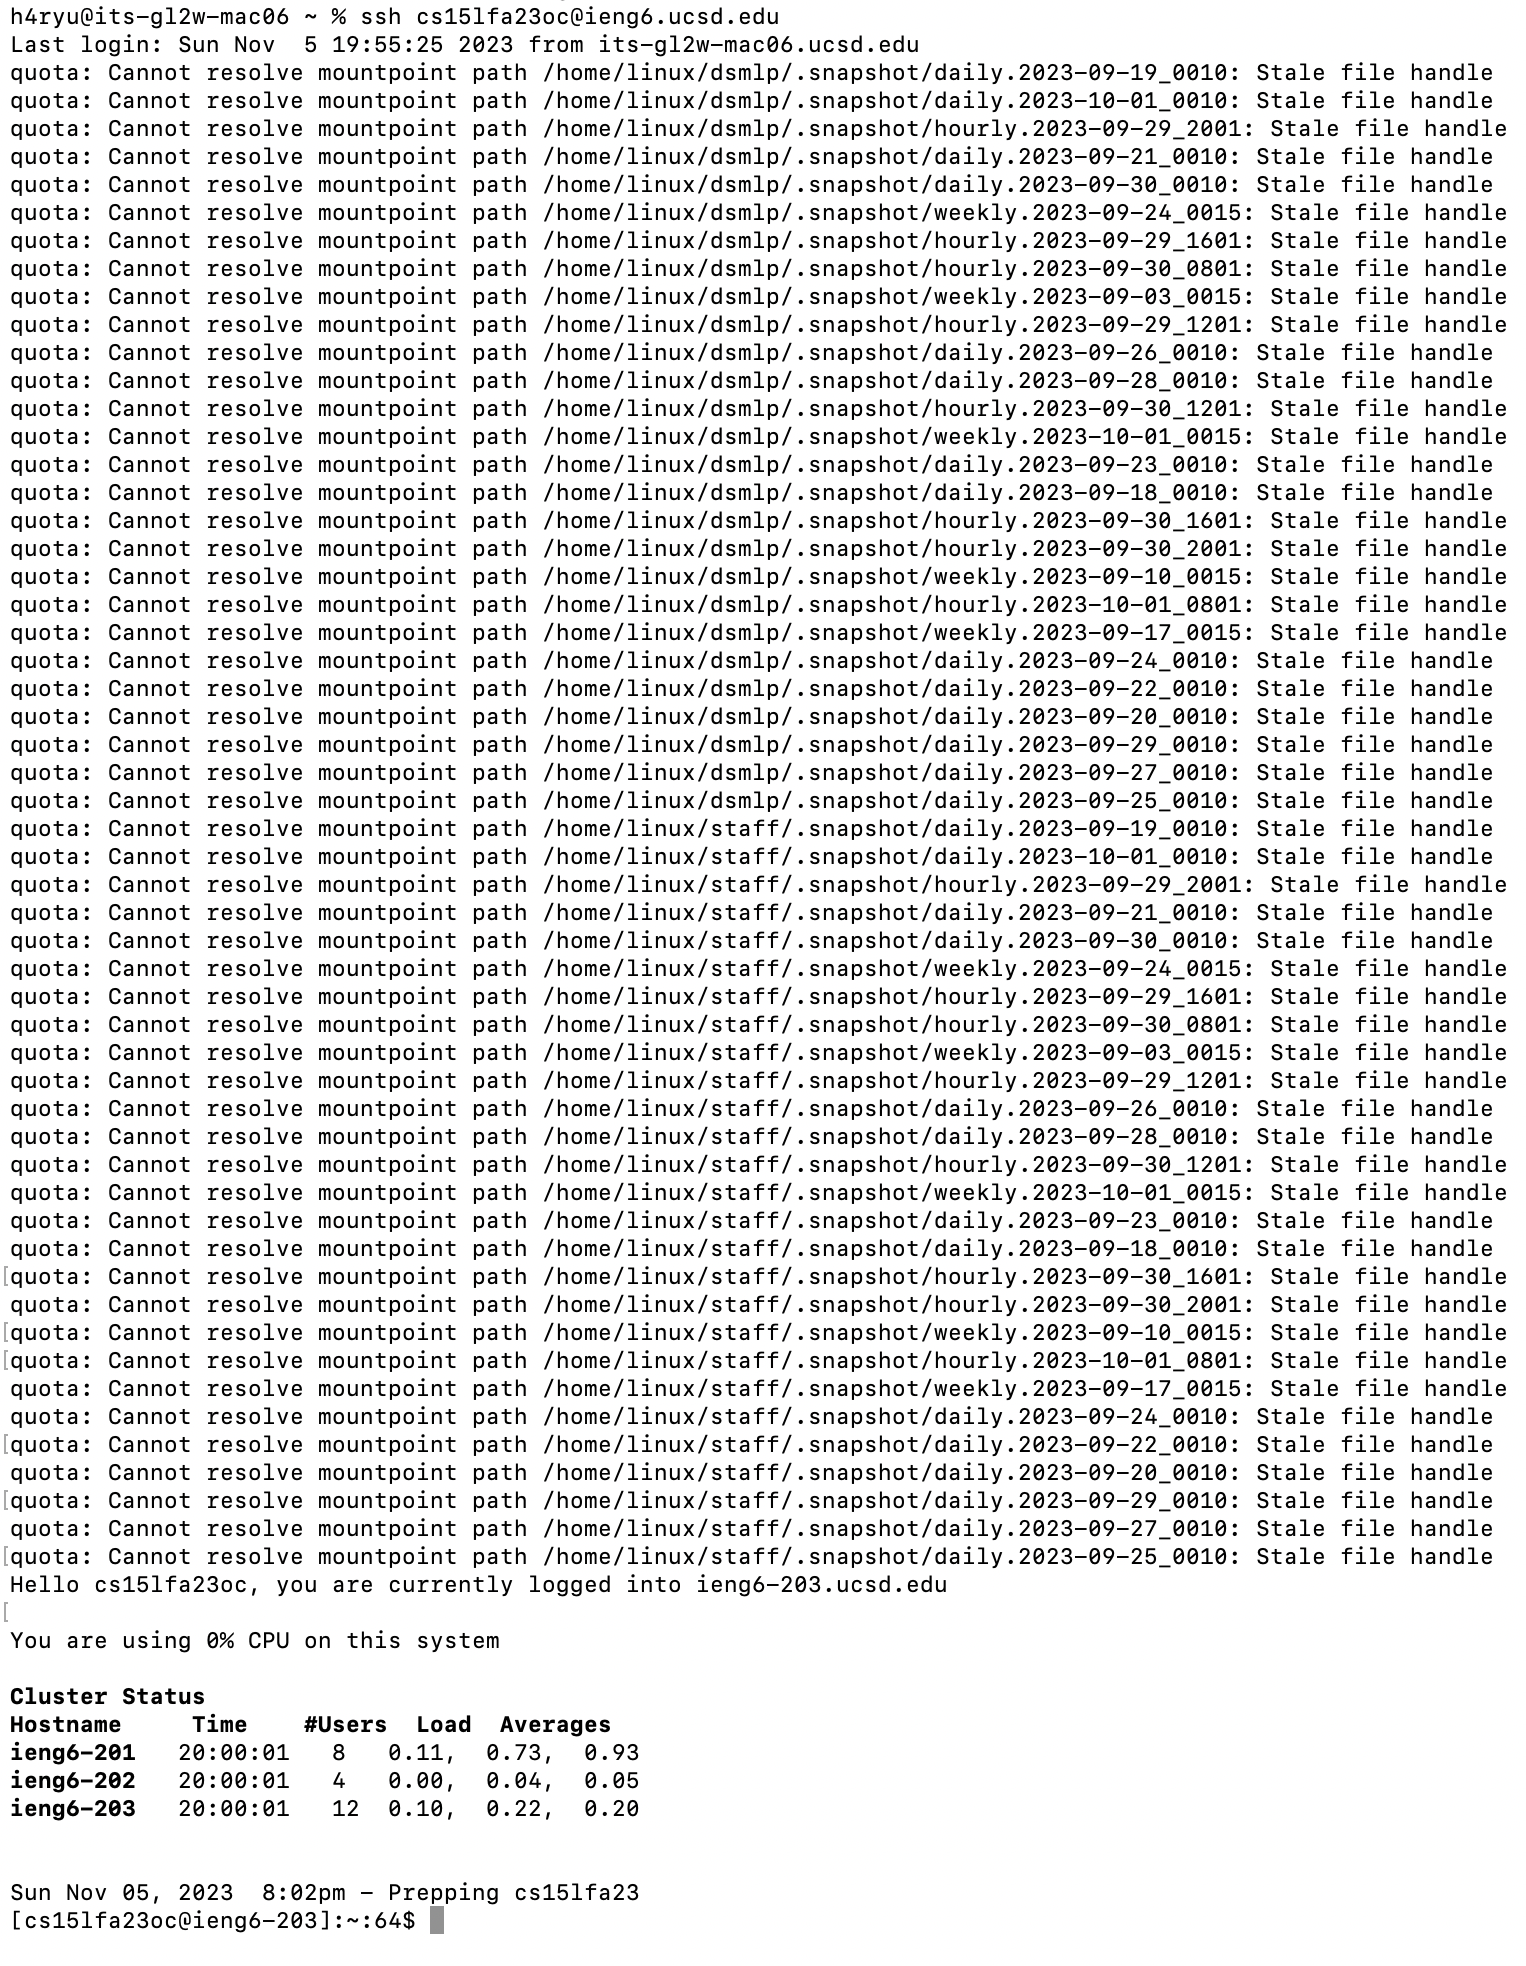 h4ryu@its-gl2w-mac06 ~ % ssh cs15lfa23oc@ieng6.ucsd.edu
Last login: Sun Nov  5 19:55:25 2023 from its-gl2w-mac06.ucsd.edu
quota: Cannot resolve mountpoint path /home/linux/dsmlp/.snapshot/daily.2023-09-19_0010: Stale file handle
quota: Cannot resolve mountpoint path /home/linux/dsmlp/.snapshot/daily.2023-10-01_0010: Stale file handle
quota: Cannot resolve mountpoint path /home/linux/dsmlp/.snapshot/hourly.2023-09-29_2001: Stale file handle
quota: Cannot resolve mountpoint path /home/linux/dsmlp/.snapshot/daily.2023-09-21_0010: Stale file handle
quota: Cannot resolve mountpoint path /home/linux/dsmlp/.snapshot/daily.2023-09-30_0010: Stale file handle
quota: Cannot resolve mountpoint path /home/linux/dsmlp/.snapshot/weekly.2023-09-24_0015: Stale file handle
quota: Cannot resolve mountpoint path /home/linux/dsmlp/.snapshot/hourly.2023-09-29_1601: Stale file handle
quota: Cannot resolve mountpoint path /home/linux/dsmlp/.snapshot/hourly.2023-09-30_0801: Stale file handle
quota: Cannot resolve mountpoint path /home/linux/dsmlp/.snapshot/weekly.2023-09-03_0015: Stale file handle
quota: Cannot resolve mountpoint path /home/linux/dsmlp/.snapshot/hourly.2023-09-29_1201: Stale file handle
quota: Cannot resolve mountpoint path /home/linux/dsmlp/.snapshot/daily.2023-09-26_0010: Stale file handle
quota: Cannot resolve mountpoint path /home/linux/dsmlp/.snapshot/daily.2023-09-28_0010: Stale file handle
quota: Cannot resolve mountpoint path /home/linux/dsmlp/.snapshot/hourly.2023-09-30_1201: Stale file handle
quota: Cannot resolve mountpoint path /home/linux/dsmlp/.snapshot/weekly.2023-10-01_0015: Stale file handle
quota: Cannot resolve mountpoint path /home/linux/dsmlp/.snapshot/daily.2023-09-23_0010: Stale file handle
quota: Cannot resolve mountpoint path /home/linux/dsmlp/.snapshot/daily.2023-09-18_0010: Stale file handle
quota: Cannot resolve mountpoint path /home/linux/dsmlp/.snapshot/hourly.2023-09-30_1601: Stale file handle
quota: Cannot resolve mountpoint path /home/linux/dsmlp/.snapshot/hourly.2023-09-30_2001: Stale file handle
quota: Cannot resolve mountpoint path /home/linux/dsmlp/.snapshot/weekly.2023-09-10_0015: Stale file handle
quota: Cannot resolve mountpoint path /home/linux/dsmlp/.snapshot/hourly.2023-10-01_0801: Stale file handle
quota: Cannot resolve mountpoint path /home/linux/dsmlp/.snapshot/weekly.2023-09-17_0015: Stale file handle
quota: Cannot resolve mountpoint path /home/linux/dsmlp/.snapshot/daily.2023-09-24_0010: Stale file handle
quota: Cannot resolve mountpoint path /home/linux/dsmlp/.snapshot/daily.2023-09-22_0010: Stale file handle
quota: Cannot resolve mountpoint path /home/linux/dsmlp/.snapshot/daily.2023-09-20_0010: Stale file handle
quota: Cannot resolve mountpoint path /home/linux/dsmlp/.snapshot/daily.2023-09-29_0010: Stale file handle
quota: Cannot resolve mountpoint path /home/linux/dsmlp/.snapshot/daily.2023-09-27_0010: Stale file handle
quota: Cannot resolve mountpoint path /home/linux/dsmlp/.snapshot/daily.2023-09-25_0010: Stale file handle
quota: Cannot resolve mountpoint path /home/linux/staff/.snapshot/daily.2023-09-19_0010: Stale file handle
quota: Cannot resolve mountpoint path /home/linux/staff/.snapshot/daily.2023-10-01_0010: Stale file handle
quota: Cannot resolve mountpoint path /home/linux/staff/.snapshot/hourly.2023-09-29_2001: Stale file handle
quota: Cannot resolve mountpoint path /home/linux/staff/.snapshot/daily.2023-09-21_0010: Stale file handle
quota: Cannot resolve mountpoint path /home/linux/staff/.snapshot/daily.2023-09-30_0010: Stale file handle
quota: Cannot resolve mountpoint path /home/linux/staff/.snapshot/weekly.2023-09-24_0015: Stale file handle
quota: Cannot resolve mountpoint path /home/linux/staff/.snapshot/hourly.2023-09-29_1601: Stale file handle
quota: Cannot resolve mountpoint path /home/linux/staff/.snapshot/hourly.2023-09-30_0801: Stale file handle
quota: Cannot resolve mountpoint path /home/linux/staff/.snapshot/weekly.2023-09-03_0015: Stale file handle
quota: Cannot resolve mountpoint path /home/linux/staff/.snapshot/hourly.2023-09-29_1201: Stale file handle
quota: Cannot resolve mountpoint path /home/linux/staff/.snapshot/daily.2023-09-26_0010: Stale file handle
quota: Cannot resolve mountpoint path /home/linux/staff/.snapshot/daily.2023-09-28_0010: Stale file handle
quota: Cannot resolve mountpoint path /home/linux/staff/.snapshot/hourly.2023-09-30_1201: Stale file handle
quota: Cannot resolve mountpoint path /home/linux/staff/.snapshot/weekly.2023-10-01_0015: Stale file handle
quota: Cannot resolve mountpoint path /home/linux/staff/.snapshot/daily.2023-09-23_0010: Stale file handle
quota: Cannot resolve mountpoint path /home/linux/staff/.snapshot/daily.2023-09-18_0010: Stale file handle
[quota: Cannot resolve mountpoint path /home/linux/staff/.snapshot/hourly.2023-09-30_1601: Stale file handle
quota: Cannot resolve mountpoint path /home/linux/staff/.snapshot/hourly.2023-09-30_2001: Stale file handle
[quota: Cannot resolve mountpoint path /home/linux/staff/.snapshot/weekly.2023-09-10_0015: Stale file handle
[quota: Cannot resolve mountpoint path /home/linux/staff/.snapshot/hourly.2023-10-01_0801: Stale file handle
quota: Cannot resolve mountpoint path /home/linux/staff/.snapshot/weekly.2023-09-17_0015: Stale file handle
quota: Cannot resolve mountpoint path /home/linux/staff/.snapshot/daily.2023-09-24_0010: Stale file handle
[quota: Cannot resolve mountpoint path /home/linux/staff/.snapshot/daily.2023-09-22_0010: Stale file handle
quota: Cannot resolve mountpoint path /home/linux/staff/.snapshot/daily.2023-09-20_0010: Stale file handle
[quota: Cannot resolve mountpoint path /home/linux/staff/.snapshot/daily.2023-09-29_0010: Stale file handle
quota: Cannot resolve mountpoint path /home/linux/staff/.snapshot/daily.2023-09-27_0010: Stale file handle
[quota: Cannot resolve mountpoint path /home/linux/staff/.snapshot/daily.2023-09-25_0010: Stale file handle
Hello cs15lfa23oc, you are currently logged into ieng6-203.ucsd.edu
[
You are using 0% CPU on this system
Cluster Status
Hostname     Time    #Users  Load  Averages
ieng6-201   20:00:01   8   0.11,  0.73,  0.93
ieng6-202   20:00:01   4   0.00,  0.04,  0.05
ieng6-203   20:00:01   12  0.10,  0.22,  0.20
Sun Nov 05, 2023  8:02pm - Prepping cs15lfa23
[cs15lfa23oc@ieng6-203]:~:64$